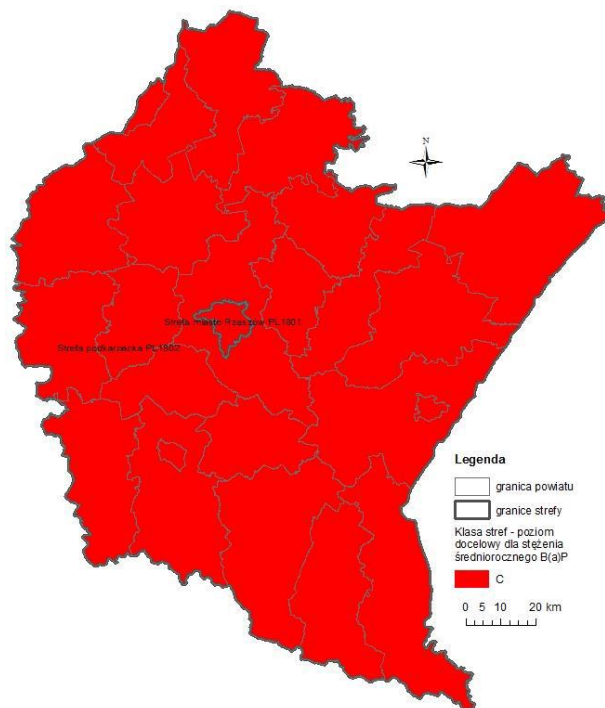 N
Strefa miasto Rzeszów PL1801
Strefa podkarpacka PL1802
Legenda
granica powiatu
granice strefy
Klasa stref - poziom
docelowy dla stężenia
średniorocznego B(a)P
C
0 5 10 20 km